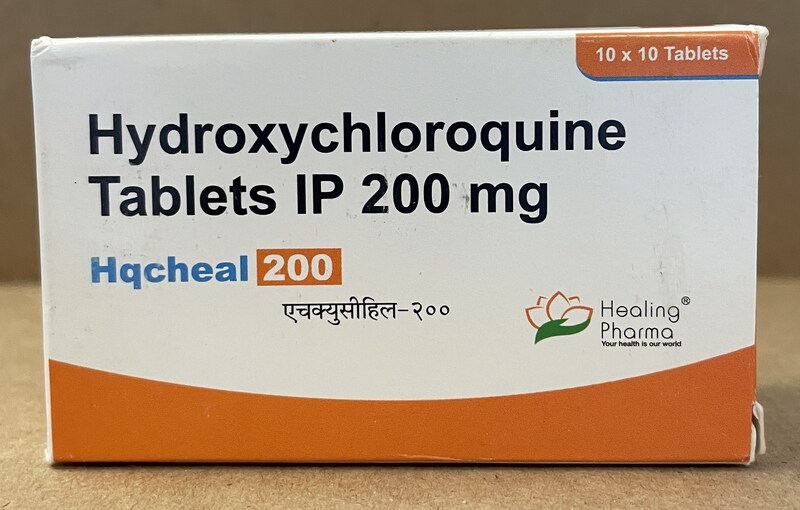 10 x 10 Tablets
Hydroxychloroquine
Tablets IP 200 mg
Hqcheal 200
एचक्युसीहिल-२००
Healing®
Pharma
Your health is our world